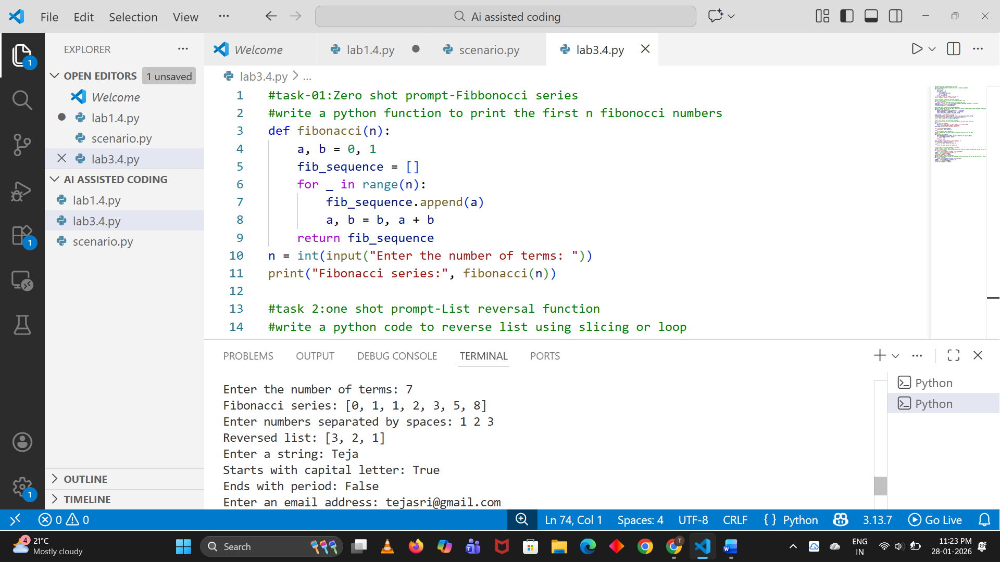 File Edit Selection View ... Ai assisted coding
EXPLORER ...
OPEN EDITORS 1 unsaved
Welcome
lab1.4.py
scenario.py
lab3.4.py
AI ASSISTED CODING
lab1.4.py
lab3.4.py
scenario.py
OUTLINE
TIMELINE
1
1
1
Welcome lab1.4.py scenario.py lab3.4.py
lab3.4.py > ...
1 #task-01:Zero shot prompt-Fibbonocci series
2 #write a python function to print the first n fibonocci numbers
3 def fibonacci(n):
4 a, b = 0, 1
5 fib_sequence = []
6 for _ in range(n):
7 fib_sequence.append(a)
8 a, b = b, a + b
9 return fib_sequence
10 n = int(input("Enter the number of terms: "))
11 print("Fibonacci series:", fibonacci(n))
12
13 #task 2:one shot prompt-List reversal function
14 #write a python code to reverse list using slicing or loop
PROBLEMS OUTPUT DEBUG CONSOLE TERMINAL PORTS
Enter the number of terms: 7
Fibonacci series: [0, 1, 1, 2, 3, 5, 8]
Enter numbers separated by spaces: 1 2 3
Reversed list: [3, 2, 1]
Enter a string: Teja
Starts with capital letter: True
Ends with period: False
Enter an email address: tejasri@gmail.com
Python
Python
0 0 Ln 74, Col 1 Spaces: 4 UTF-8 CRLF {} Python 3.13.7 Go Live
4 21°C
Mostly cloudy
Search
T
T
W
ENG
IN
11:23 PM
28-01-2026